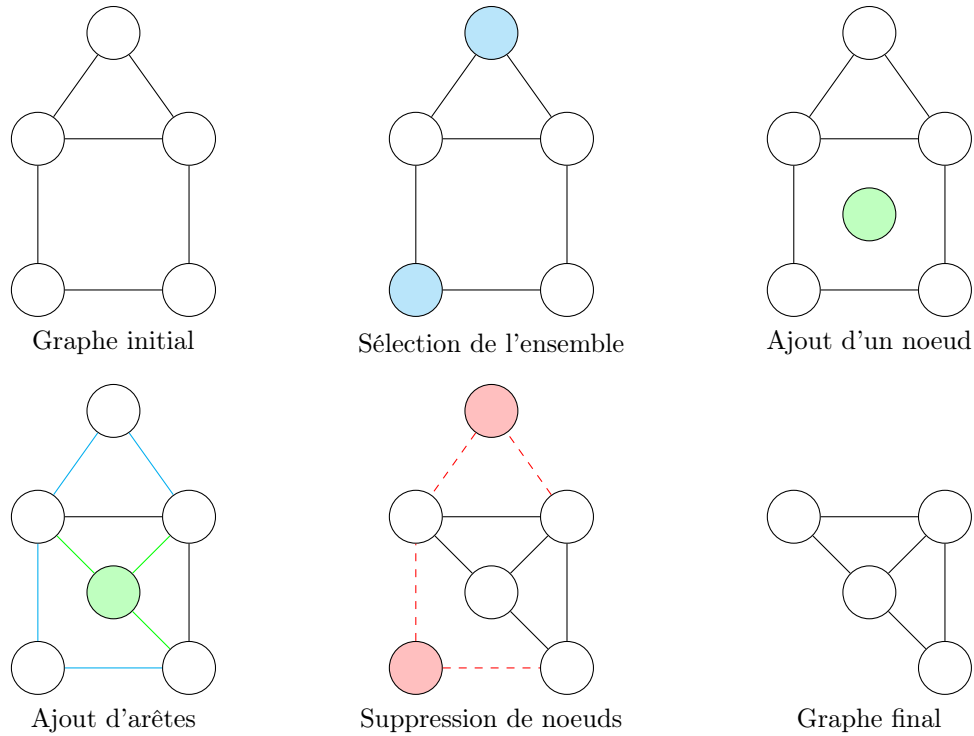 Graphe initial
Sélection de l'ensemble
Ajout d'un noeud
Ajout d'arêtes
Suppression de noeuds
Graphe final